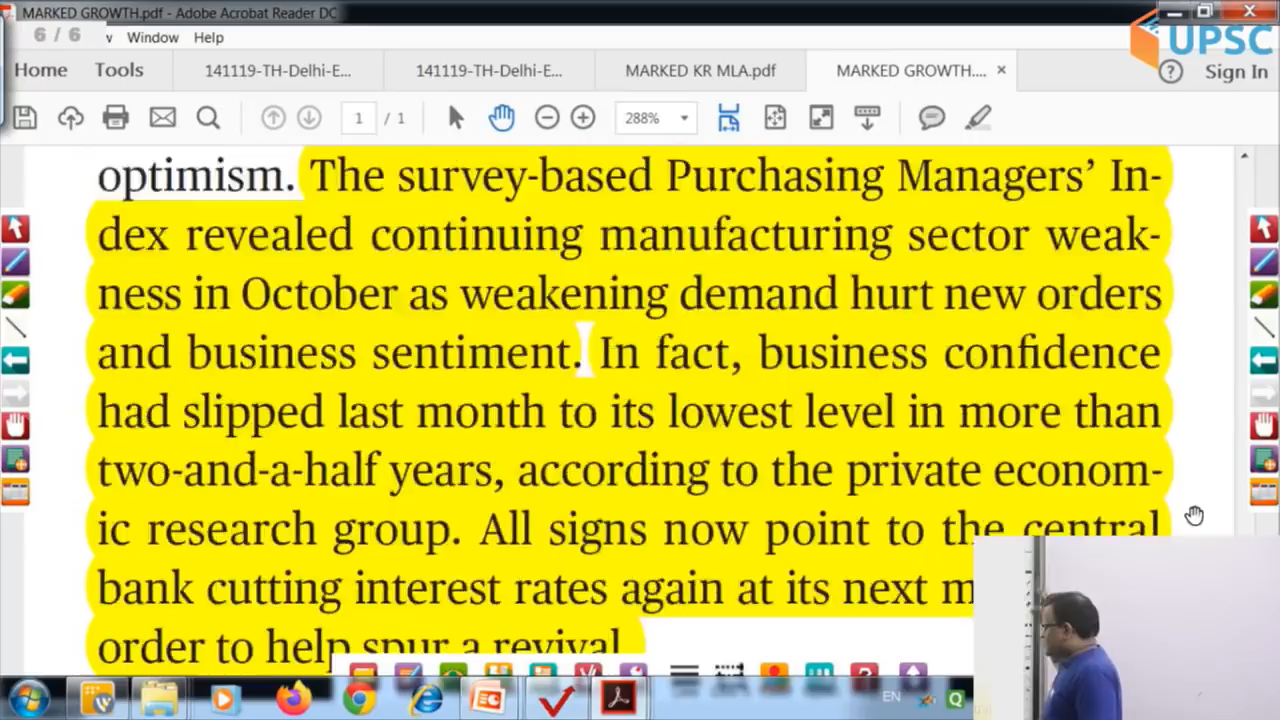 MARKED GROWTH.pdf - Adobe Acrobat Reader DC
6 / 6
Window Help
UPSC
Home Tools 141119-TH-Delhi-E... 141119-TH-Delhi-E... MARKED KR MLA.pdf MARKED GROWTH.... × ? Sign In
1 / 1 288%
optimism. The survey-based Purchasing Managers’ In-
dex revealed continuing manufacturing sector weak-
ness in October as weakening demand hurt new orders
and business sentiment. In fact, business confidence
had slipped last month to its lowest level in more than
two-and-a-half years, according to the private econom-
ic research group. All signs now point to the central
bank cutting interest rates again at its next
order to help spur a revival
EN